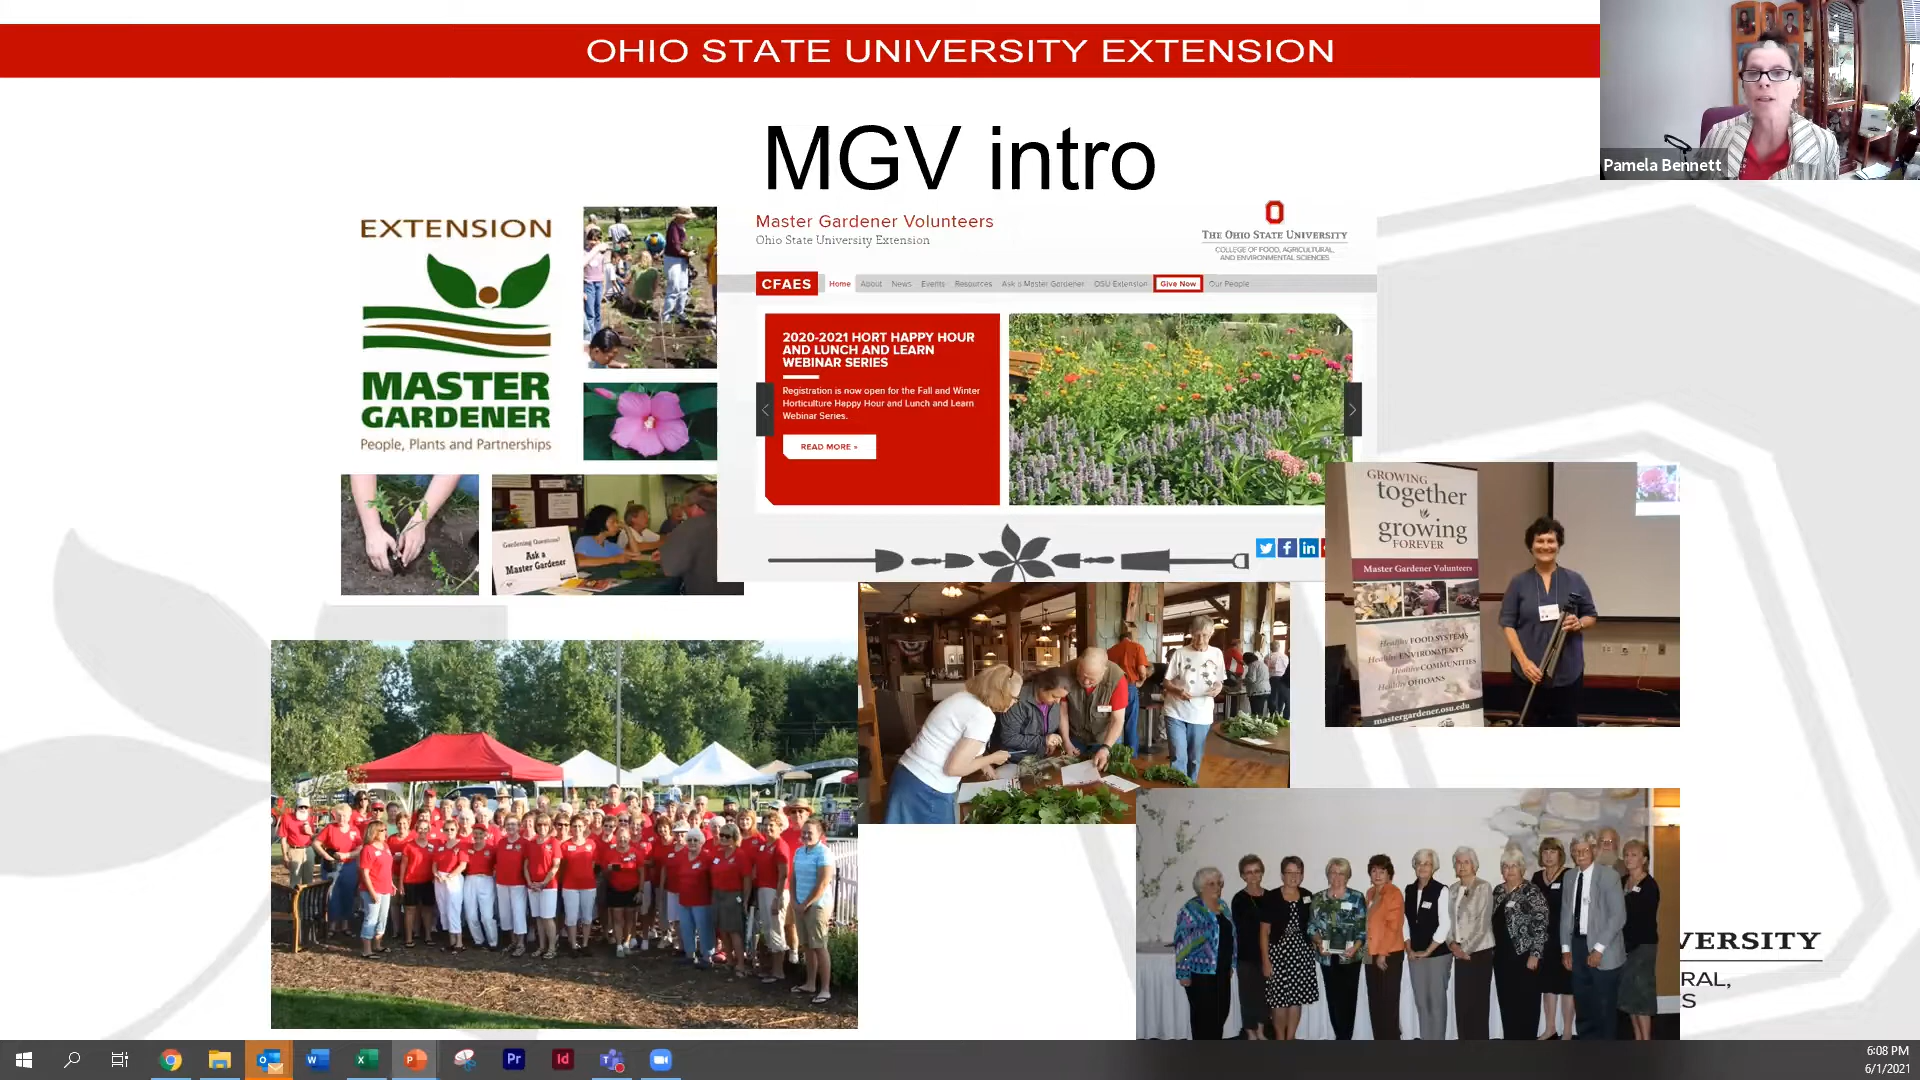 OHIO STATE UNIVERSITY EXTENSION
Pamela Bennett
MGV intro
EXTENSION
MASTER
GARDENER
People, Plants and Partnerships
Master Gardener Volunteers
Ohio State University Extension
THE OHIO STATE UNIVERSITY
COLLEGE OF FOOD, AGRICULTURAL,
AND ENVIRONMENTAL SCIENCES
CFAES Home About News Events Resources Ask a Master Gardener OSU Extension Give Now Our People
2020-2021 HORT HAPPY HOUR
AND LUNCH AND LEARN
WEBINAR SERIES
Registration is now open for the Fall and Winter
Horticulture Happy Hour and Lunch and Learn
Webinar Series.
READ MORE »
Gardening Questions?
Ask a
Master Gardener
GROWING
together
growing
FOREVER
Master Gardener Volunteers
Healthy FOOD SYSTEMS
Healthy ENVIRONMENTS
Healthy COMMUNITIES
Healthy OHIOANS
mastergardener.osu.edu
VERSITY
RAL,
S
6:08 PM
6/1/2021